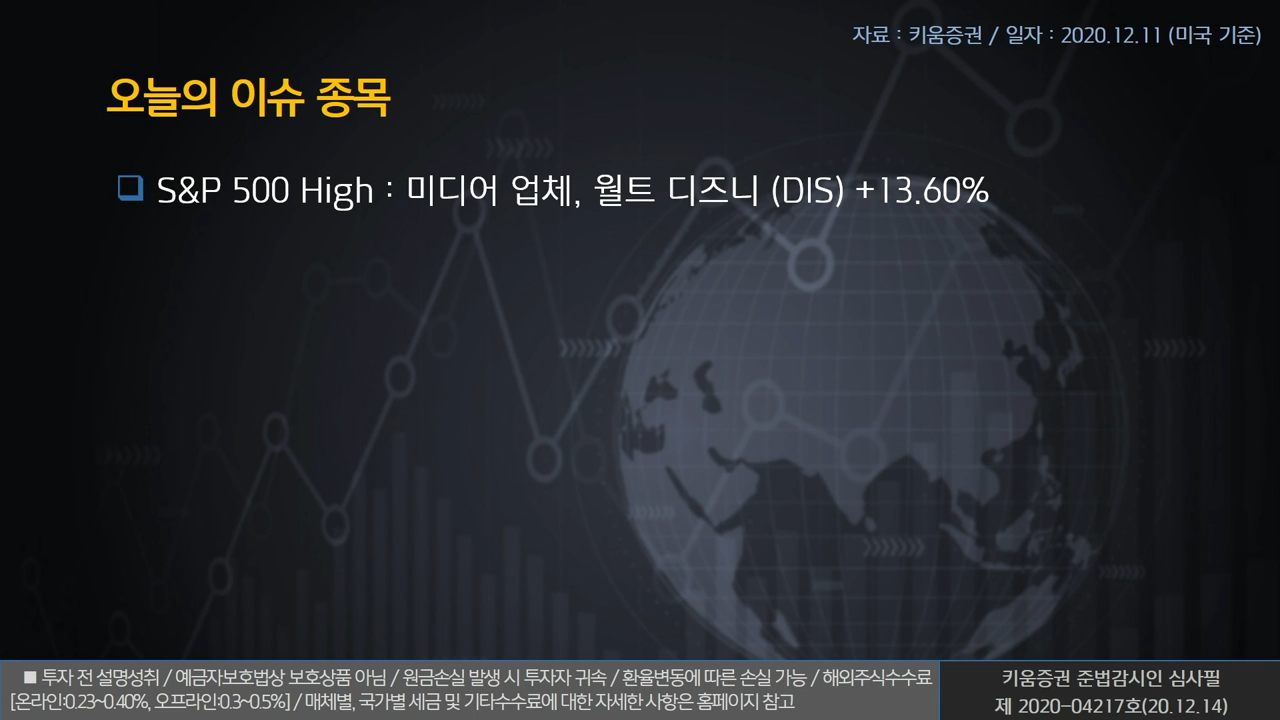 자료 : 키움증권 / 일자 : 2020.12.11 (미국 기준)
오늘의 이슈 종목
❑ S&P 500 High : 미디어 업체, 월트 디즈니 (DIS) +13.60%
■ 투자 전 설명성취 / 예금자보호법상 보호상품 아님 / 원금손실 발생 시 투자자 귀속 / 환율변동에 따른 손실 가능 / 해외주식수수료
[온라인:0.23~0.40%, 오프라인:0.3~0.5%] / 매체별, 국가별 세금 및 기타수수료에 대한 자세한 사항은 홈페이지 참고
키움증권 준법감시인 심사필
제 2020-04217호(20.12.14)